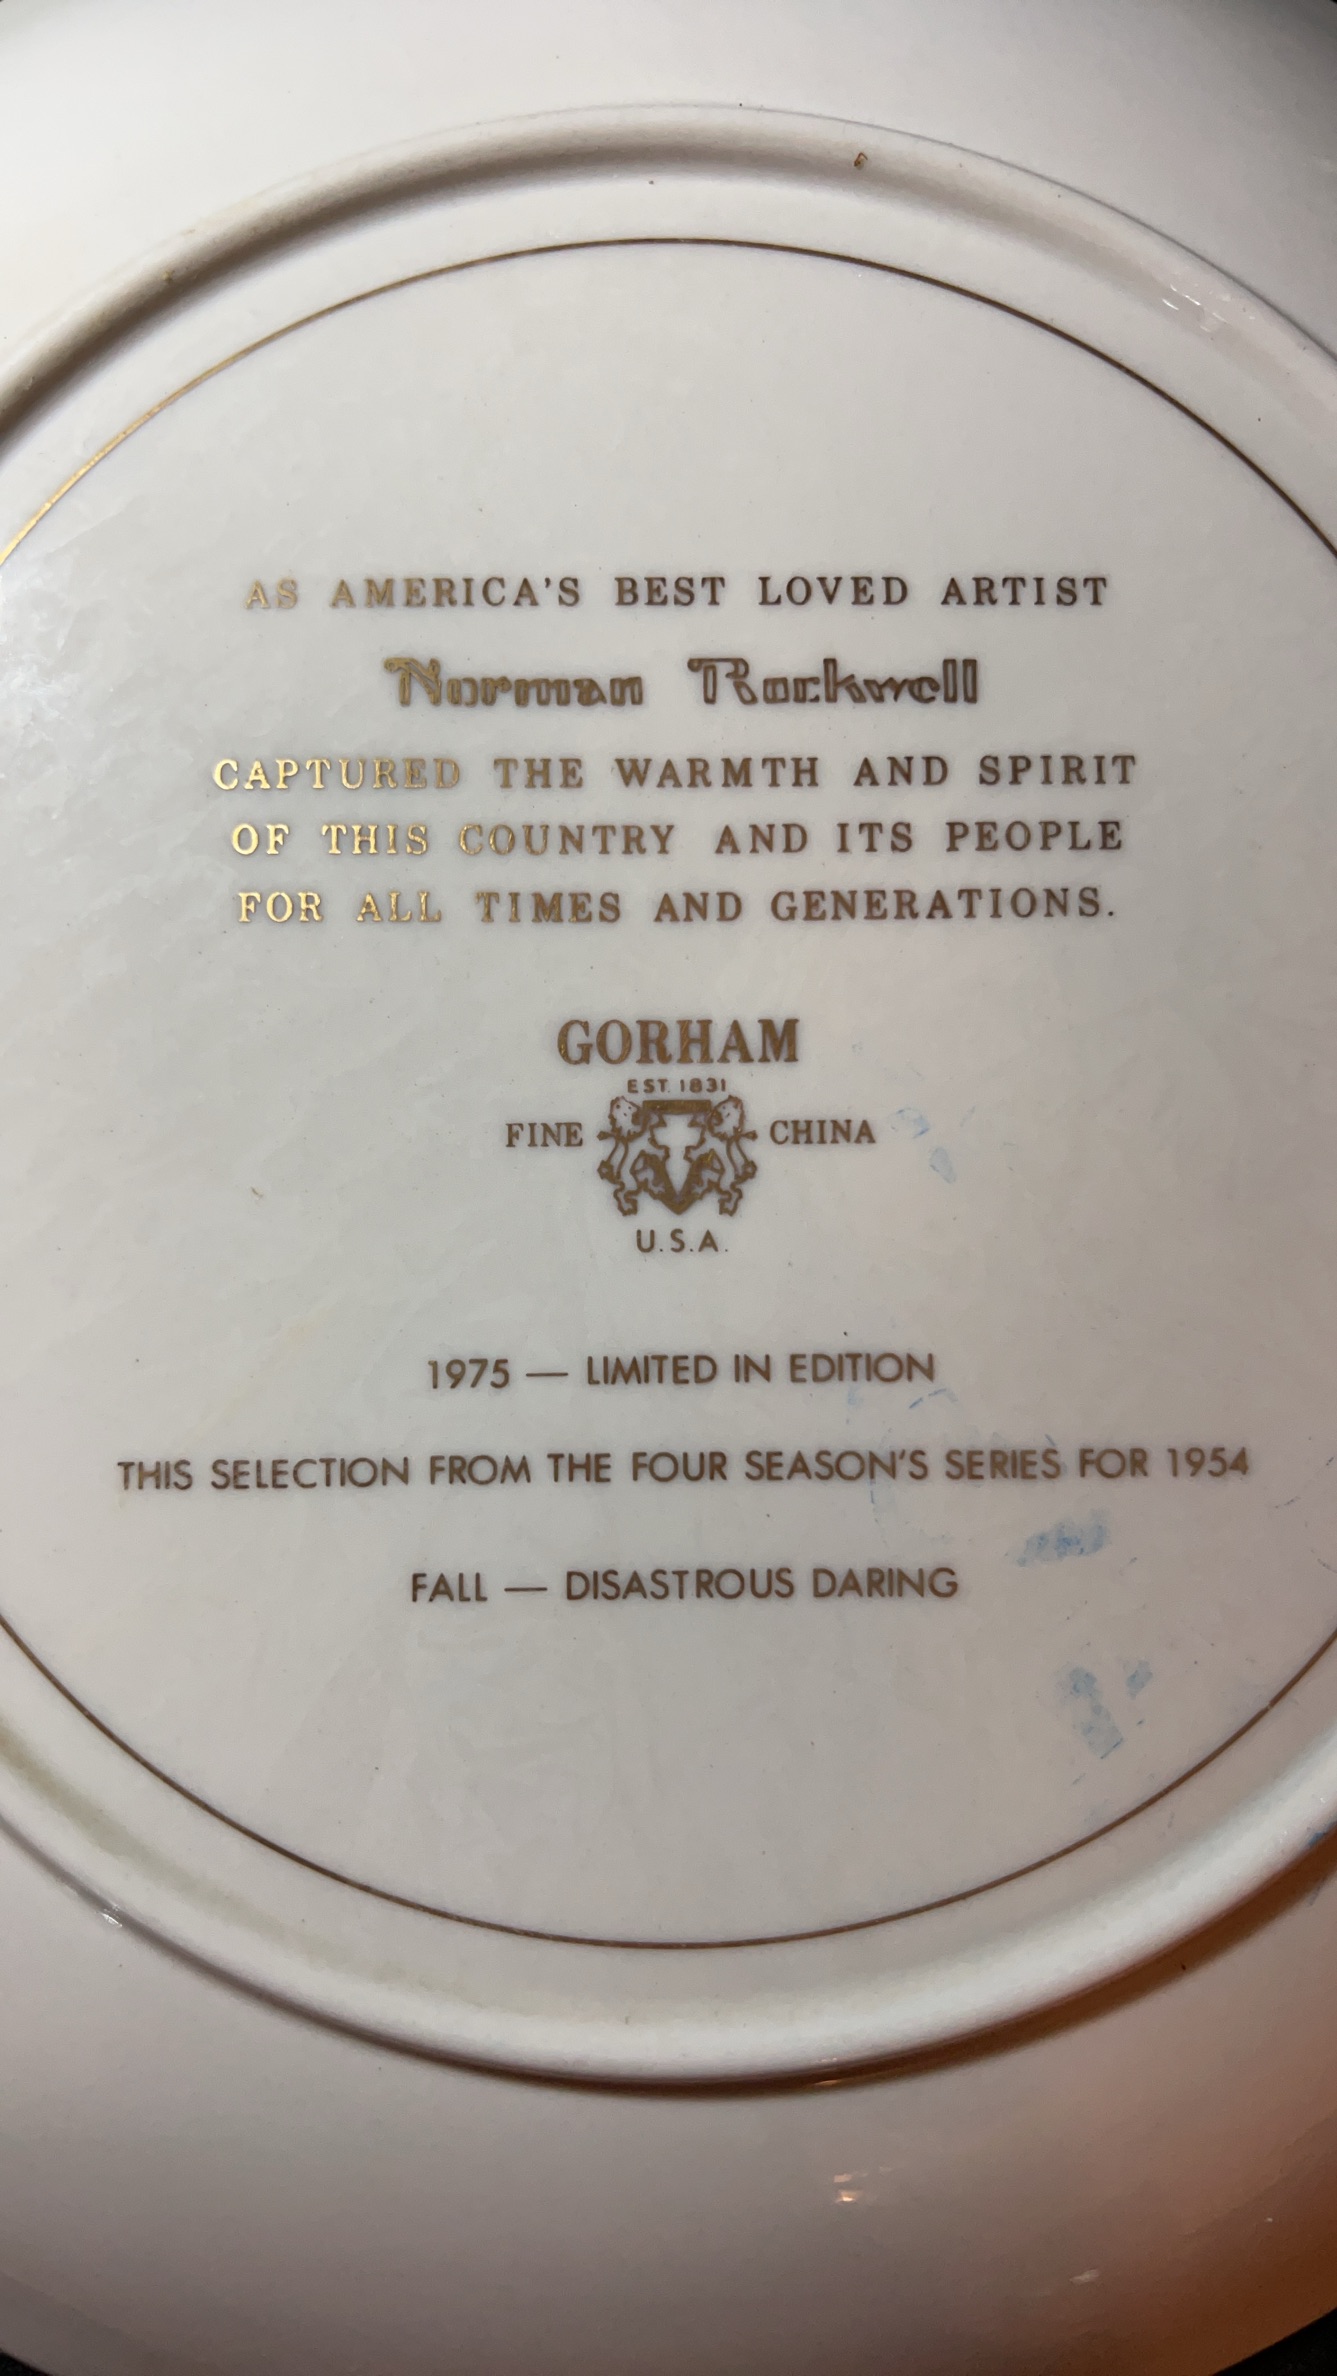 AS AMERICA'S BEST LOVED ARTIST
Norman Rockwell
CAPTURED THE WARMTH AND SPIRIT
OF THIS COUNTRY AND ITS PEOPLE
FOR ALL TIMES AND GENERATIONS.
GORHAM
EST. 1831
FINE CHINA
U.S.A.
1975 — LIMITED IN EDITION
THIS SELECTION FROM THE FOUR SEASON'S SERIES FOR 1954
FALL — DISASTROUS DARING